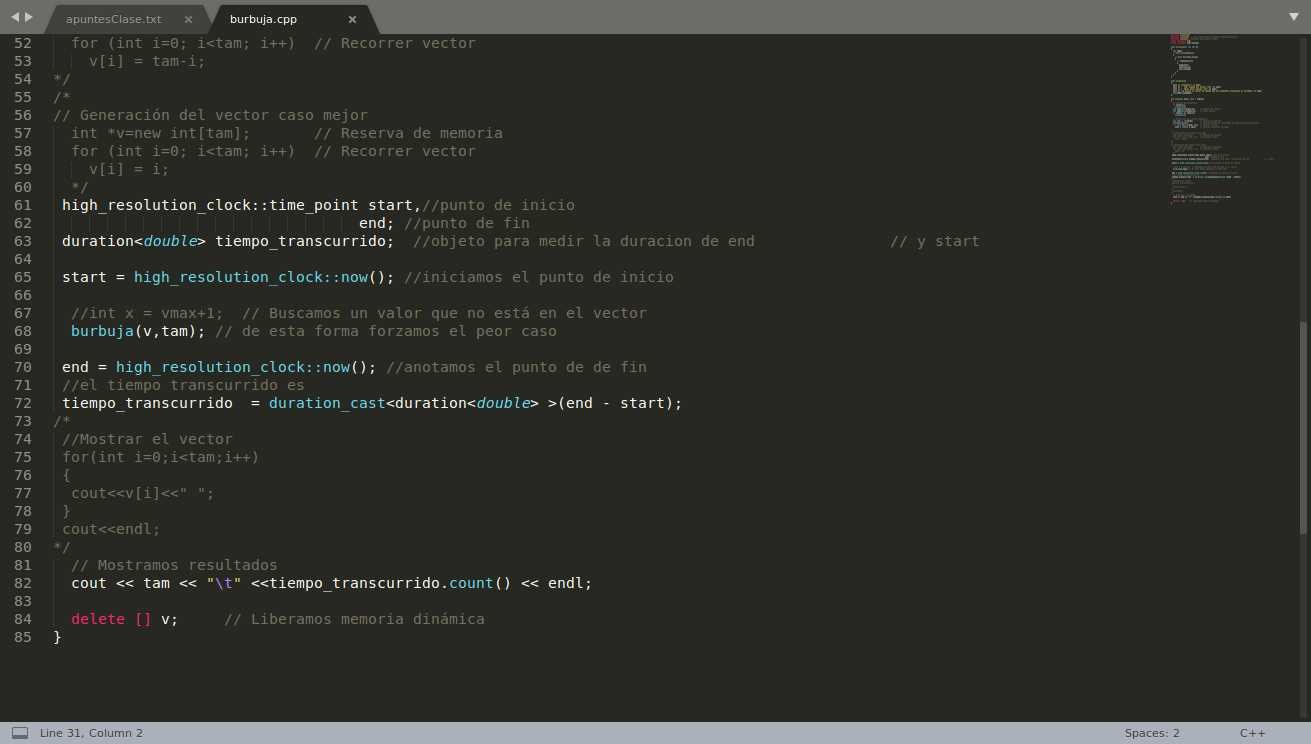 apuntesClase.txt × burbuja.cpp ×
52 for (int i=0; i<tam; i++) // Recorrer vector
53 v[i] = tam-i;
54 */
55 /*
56 // Generación del vector caso mejor
57 int *v=new int[tam]; // Reserva de memoria
58 for (int i=0; i<tam; i++) // Recorrer vector
59 v[i] = i;
60 */
61 high_resolution_clock::time_point start,//punto de inicio
62 end; //punto de fin
63 duration<double> tiempo_transcurrido; //objeto para medir la duracion de end // y start
64
65 start = high_resolution_clock::now(); //iniciamos el punto de inicio
66
67 //int x = vmax+1; // Buscamos un valor que no está en el vector
68 burbuja(v,tam); // de esta forma forzamos el peor caso
69
70 end = high_resolution_clock::now(); //anotamos el punto de de fin
71 //el tiempo transcurrido es
72 tiempo_transcurrido = duration_cast<duration<double> >(end - start);
73 /*
74 //Mostrar el vector
75 for(int i=0;i<tam;i++)
76 {
77 cout<<v[i]<<" ";
78 }
79 cout<<endl;
80 */
81 // Mostramos resultados
82 cout << tam << "\t" <<tiempo_transcurrido.count() << endl;
83
84 delete [] v; // Liberamos memoria dinámica
85 }
Line 31, Column 2 Spaces: 2 C++